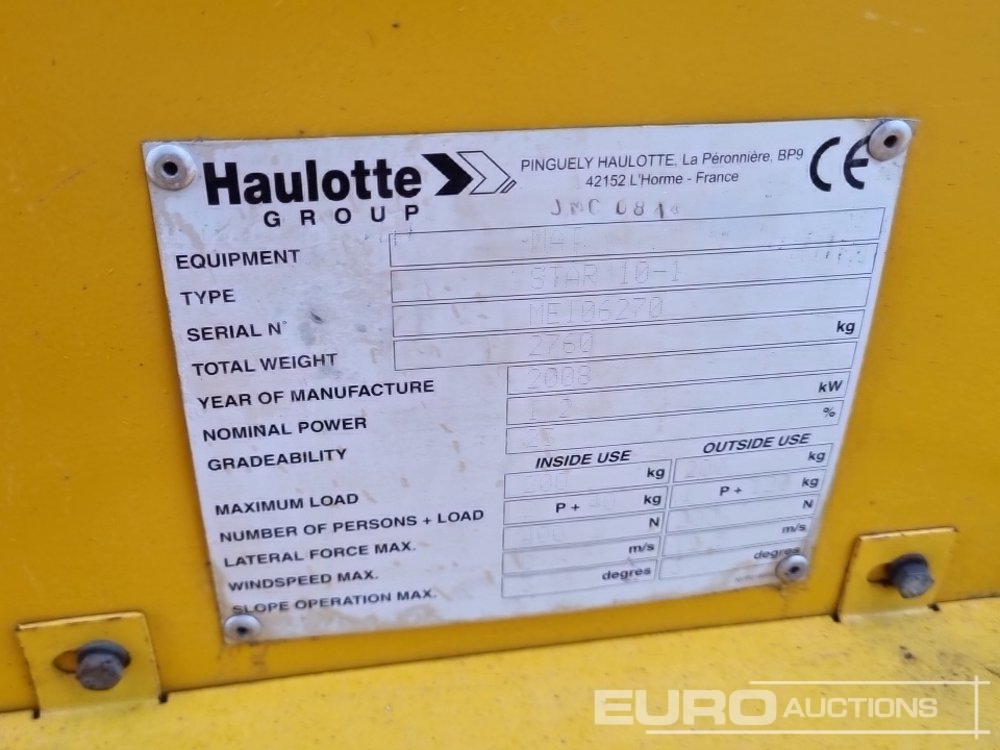 Haulotte
GROUP
PINGUELY HAULOTTE, La Péronnière, BP9
42152 L'Horme - France
CE
EQUIPMENT
TYPE STAR 10-1
SERIAL N° ME106270
TOTAL WEIGHT 2760 kg
YEAR OF MANUFACTURE 2008
NOMINAL POWER kW
GRADEABILITY 25 %
INSIDE USE OUTSIDE USE
MAXIMUM LOAD 200 kg kg
NUMBER OF PERSONS + LOAD P + kg P + kg
LATERAL FORCE MAX. N N
WINDSPEED MAX. m/s m/s
SLOPE OPERATION MAX. degres degres
EURO AUCTIONS